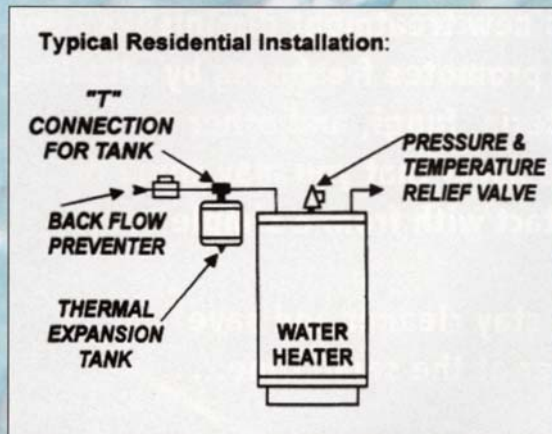 Typical Residential Installation:
"T"
CONNECTION
FOR TANK
PRESSURE &
TEMPERATURE
RELIEF VALVE
BACK FLOW
PREVENTER
THERMAL
EXPANSION
TANK
WATER
HEATER